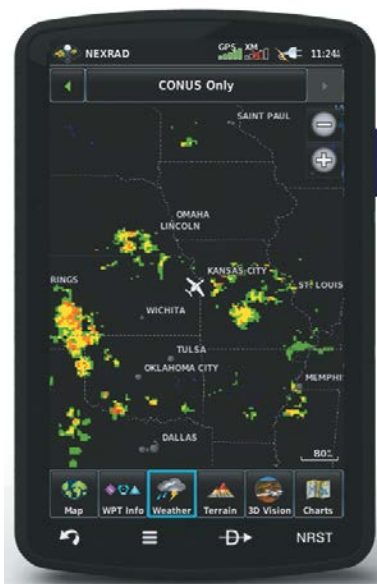 NEXRAD
GPS XM
11:24
CONUS Only
SAINT PAUL
OMAHA
LINCOLN
RINGS
KANSAS CITY
ST. LOUIS
WICHITA
TULSA
OKLAHOMA CITY
MEMPHI
DALLAS
80
Map
WPT Info
Weather
Terrain
3D Vision
Charts
NRST